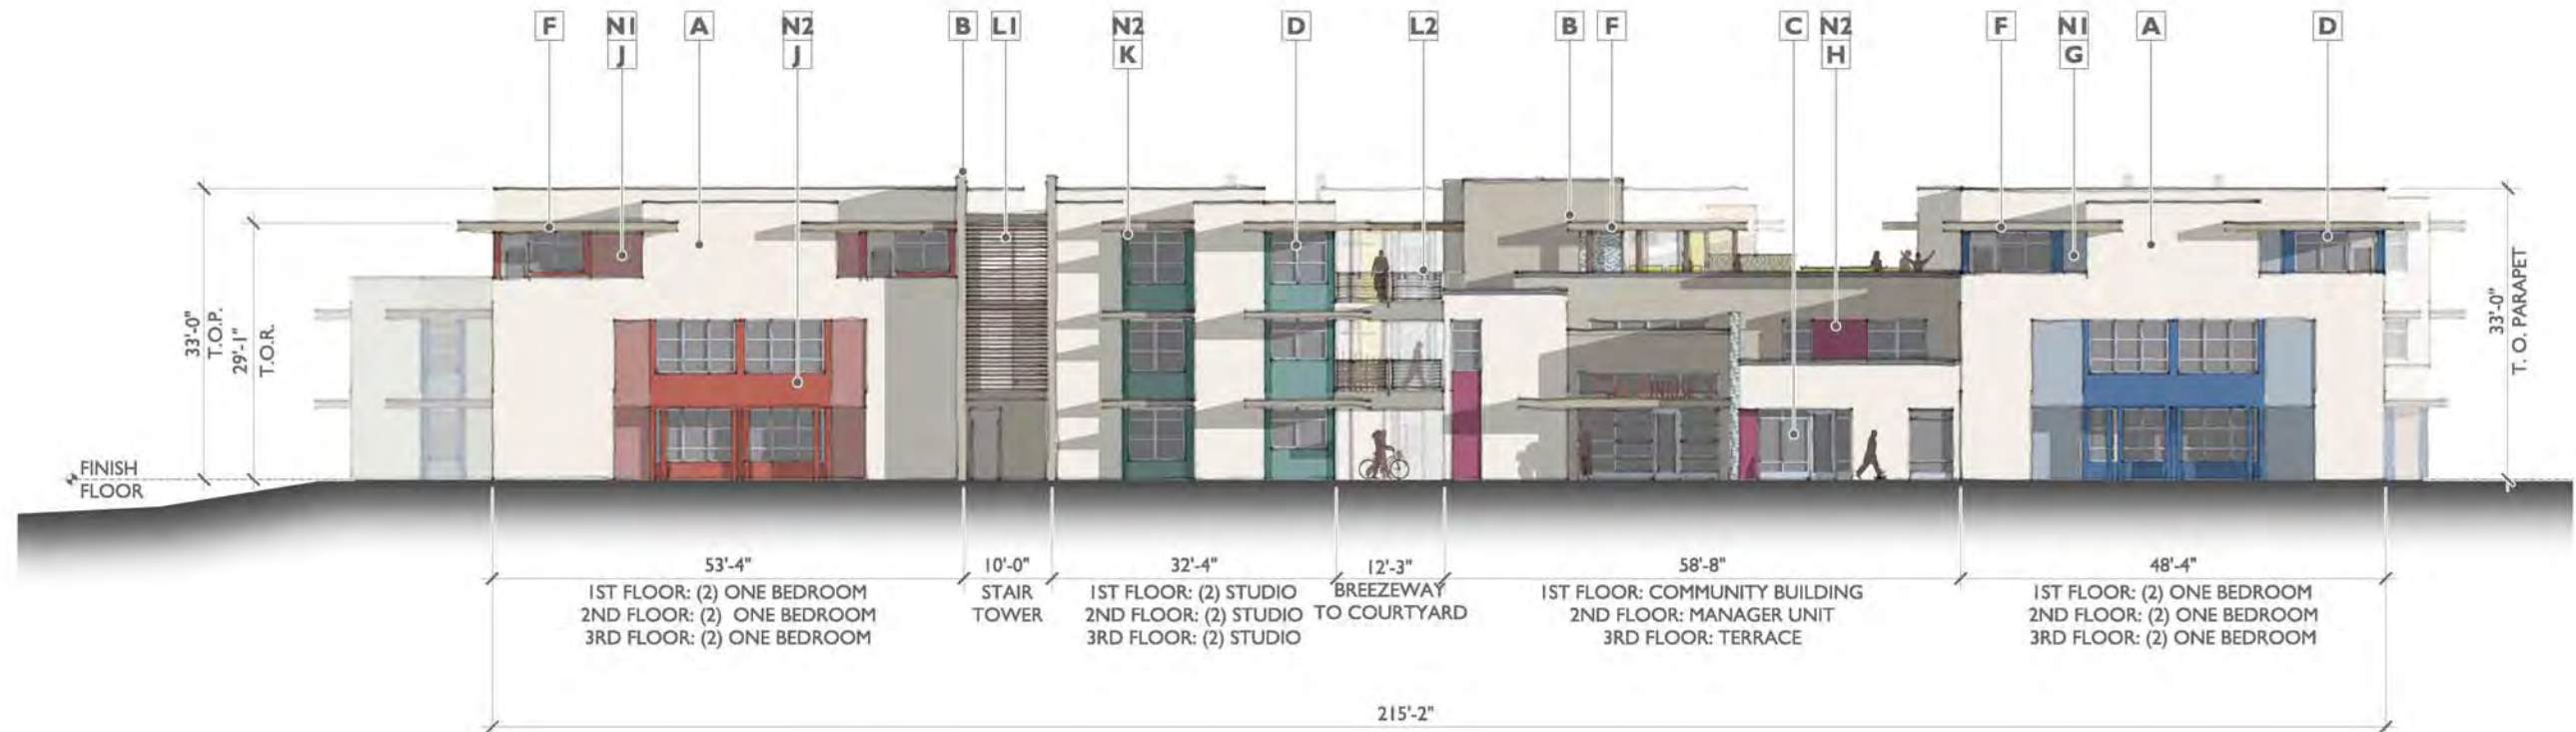 F
N1
J
A
N2
J
B
L1
N2
K
D
L2
B
F
C
N2
H
F
N1
G
A
D
33'-0"
T.O.P.
29'-1"
T.O.R.
33'-0"
T. O. PARAPET
FINISH
FLOOR
53'-4"
1ST FLOOR: (2) ONE BEDROOM
2ND FLOOR: (2) ONE BEDROOM
3RD FLOOR: (2) ONE BEDROOM
10'-0"
STAIR
TOWER
32'-4"
1ST FLOOR: (2) STUDIO
2ND FLOOR: (2) STUDIO
3RD FLOOR: (2) STUDIO
12'-3"
BREEZEWAY
TO COURTYARD
58'-8"
1ST FLOOR: COMMUNITY BUILDING
2ND FLOOR: MANAGER UNIT
3RD FLOOR: TERRACE
48'-4"
1ST FLOOR: (2) ONE BEDROOM
2ND FLOOR: (2) ONE BEDROOM
3RD FLOOR: (2) ONE BEDROOM
215'-2"